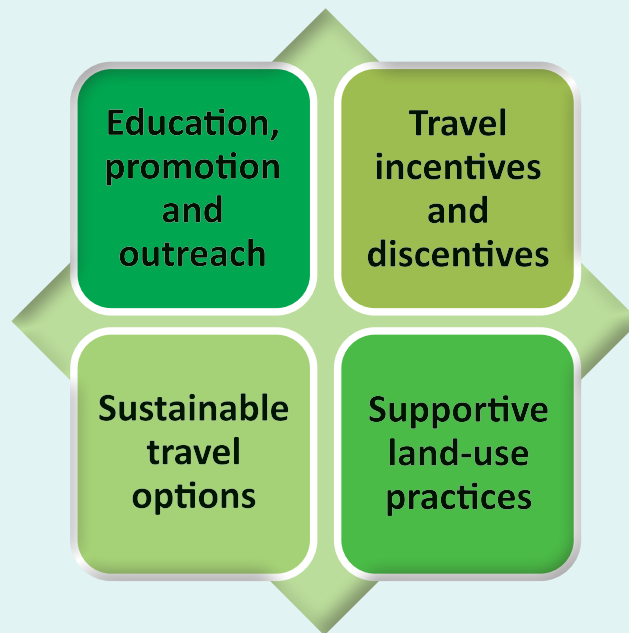 Education,
promotion
and
outreach
Travel
incentives
and
discentives
Sustainable
travel
options
Supportive
land-use
practices